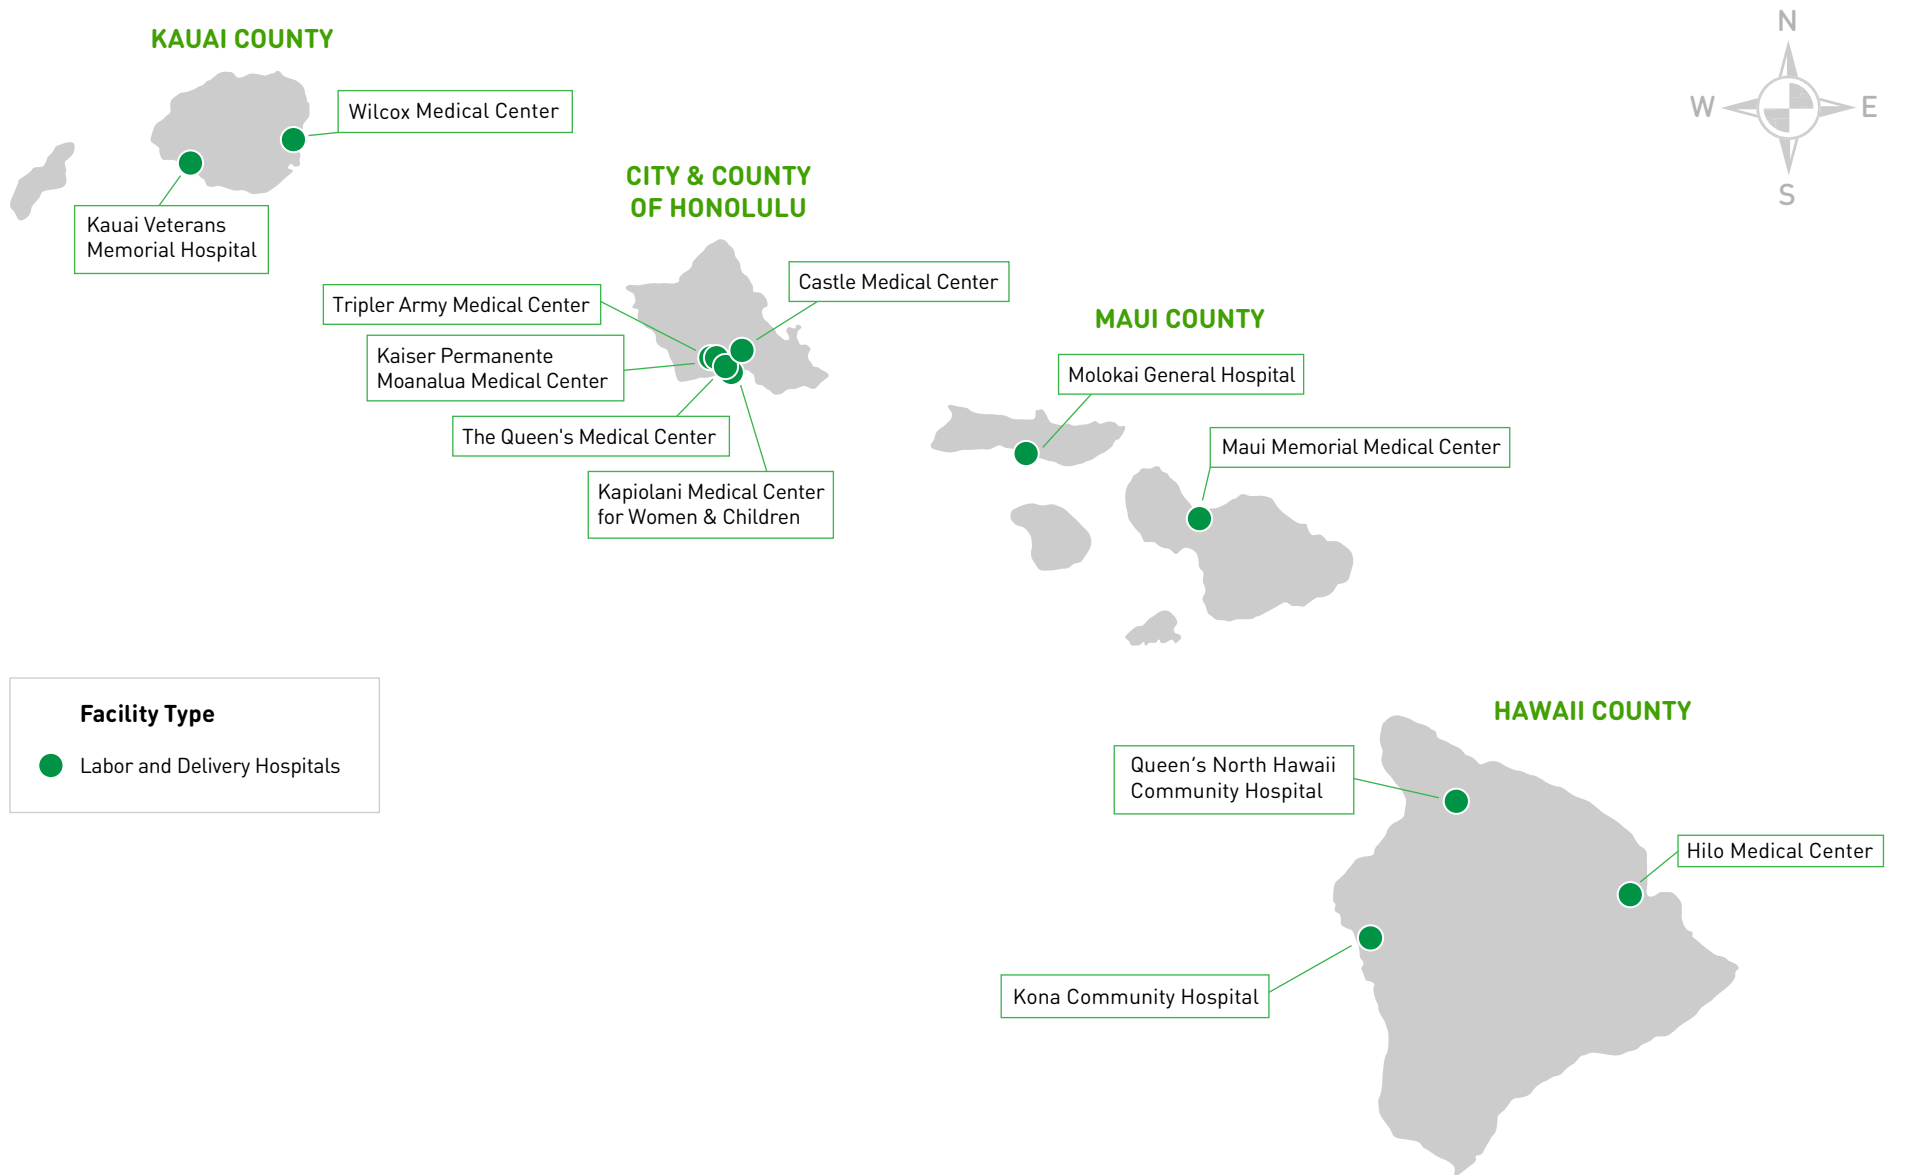 KAUAI COUNTY
Wilcox Medical Center
Kauai Veterans
Memorial Hospital
CITY & COUNTY
OF HONOLULU
Castle Medical Center
Tripler Army Medical Center
Kaiser Permanente
Moanalua Medical Center
The Queen's Medical Center
Kapiolani Medical Center
for Women & Children
MAUI COUNTY
Molokai General Hospital
Maui Memorial Medical Center
N
W
E
S
Facility Type
Labor and Delivery Hospitals
HAWAII COUNTY
Queen’s North Hawaii
Community Hospital
Hilo Medical Center
Kona Community Hospital